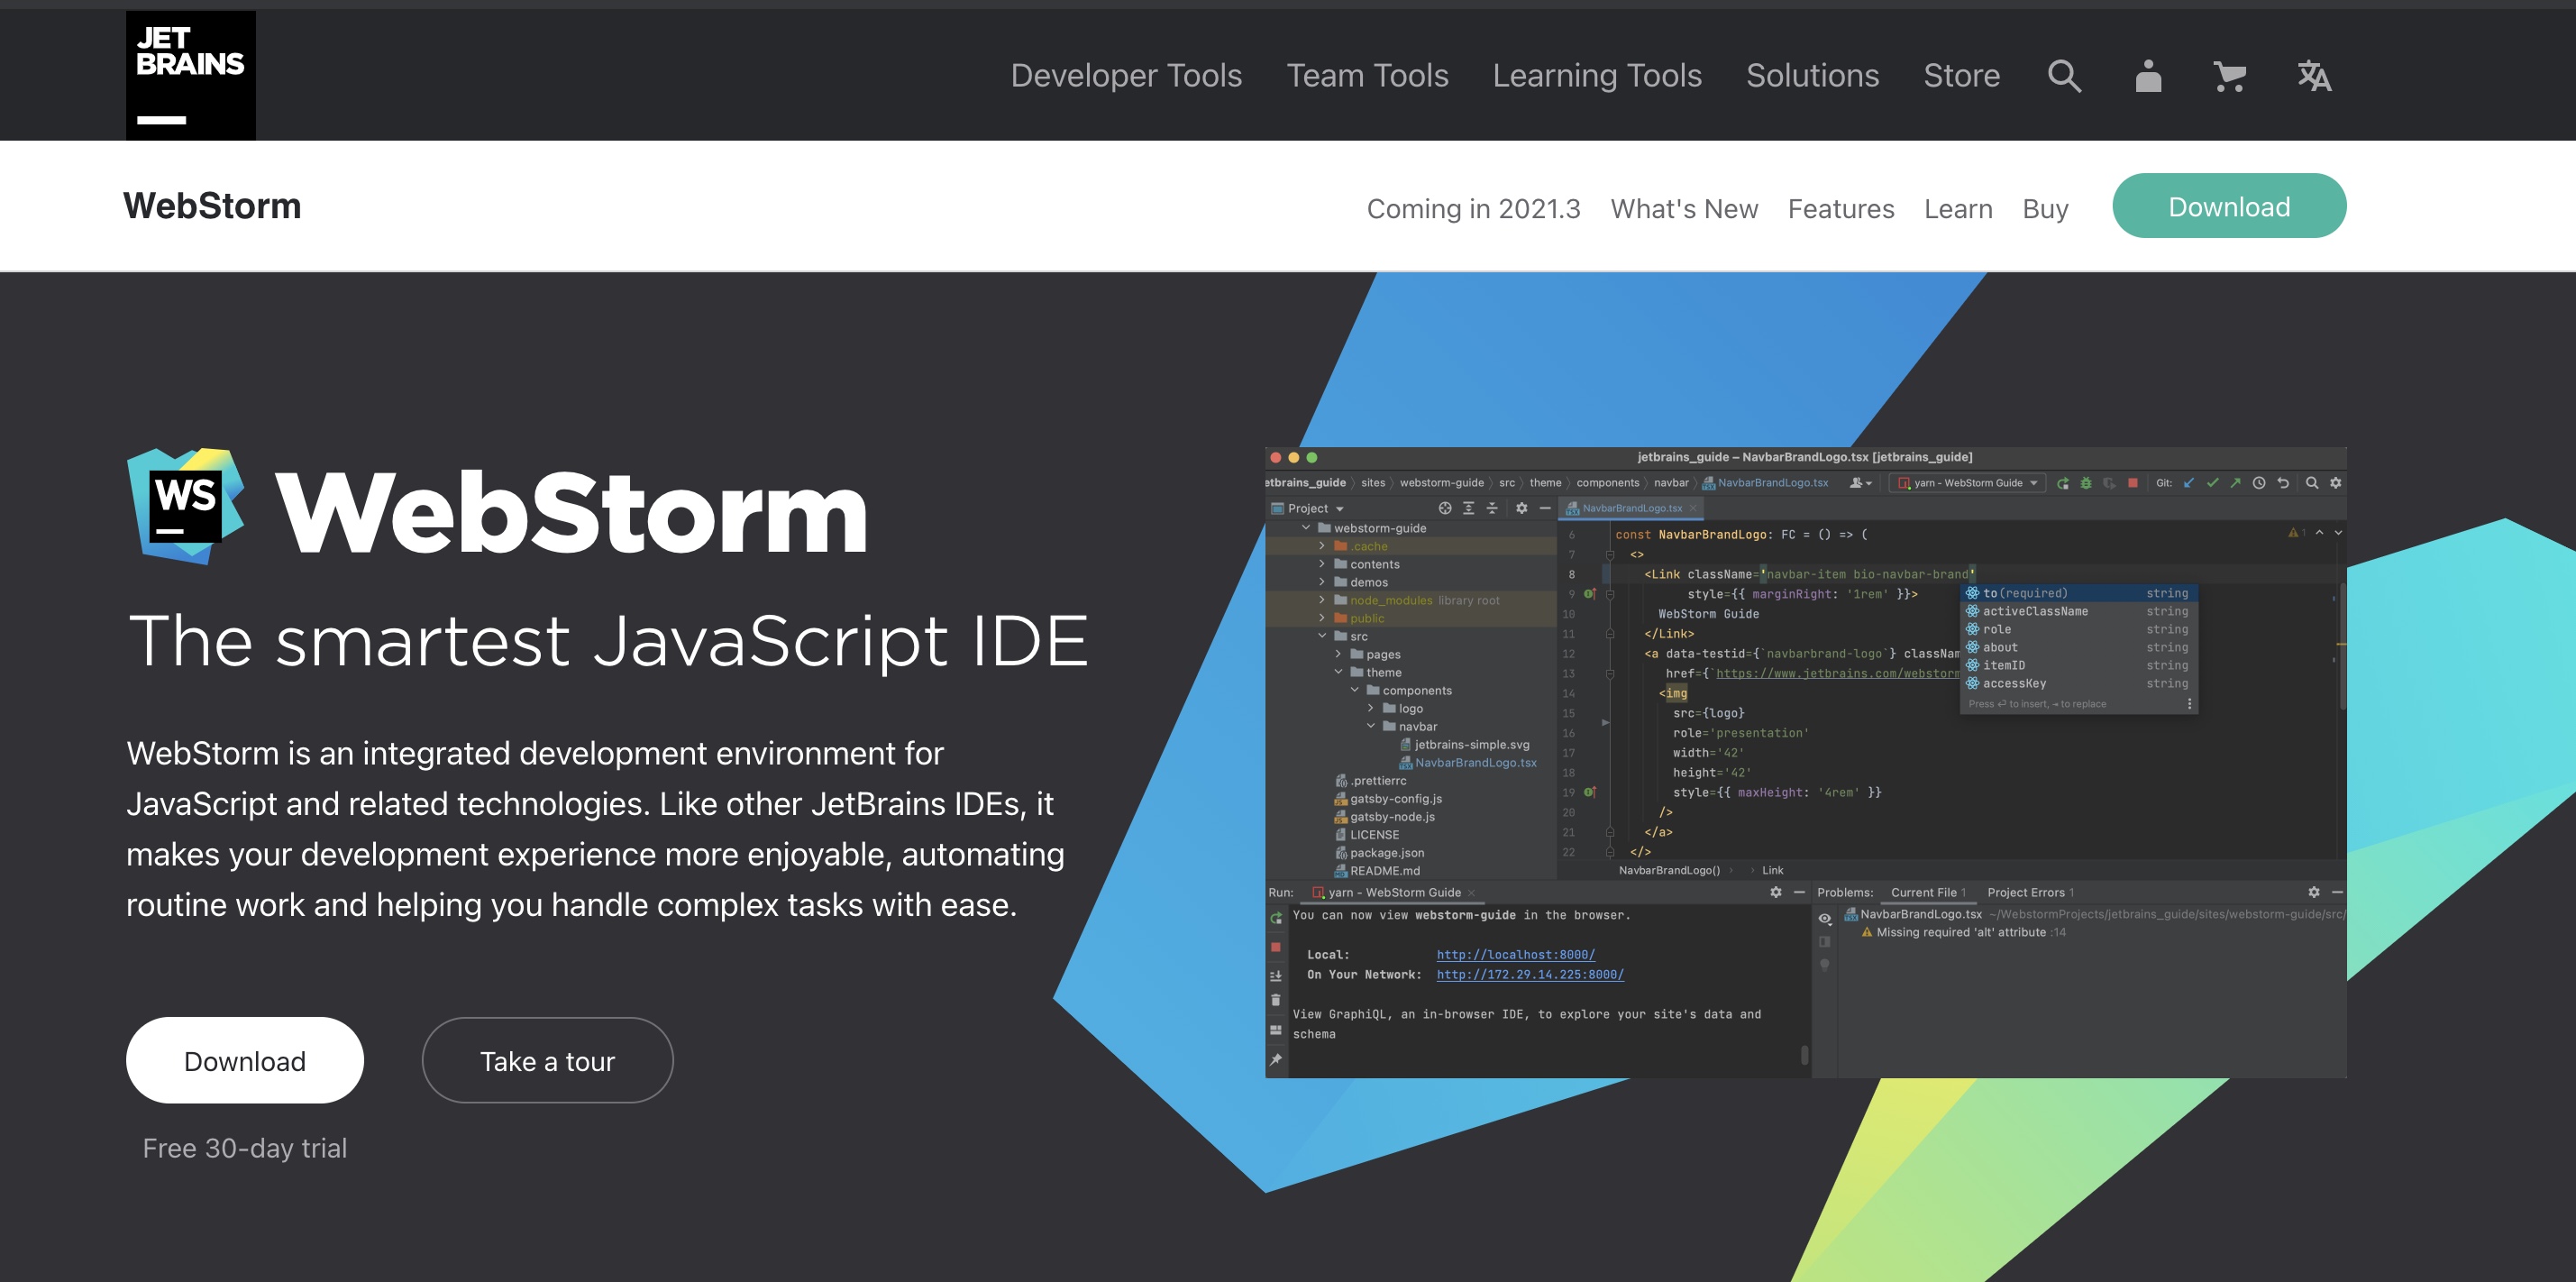 JET
BRAINS
Developer Tools Team Tools Learning Tools Solutions Store
WebStorm
Coming in 2021.3 What's New Features Learn Buy Download
WS
WebStorm
The smartest JavaScript IDE
WebStorm is an integrated development environment for
JavaScript and related technologies. Like other JetBrains IDEs, it
makes your development experience more enjoyable, automating
routine work and helping you handle complex tasks with ease.
Download Take a tour
Free 30-day trial
jetbrains_guide – NavbarBrandLogo.tsx [jetbrains_guide]
etbrains_guide sites webstorm-guide src theme components navbar NavbarBrandLogo.tsx yarn - WebStorm Guide Git:
Project
webstorm-guide
.cache
contents
demos
node_modules library root
public
src
pages
theme
components
logo
navbar
jetbrains-simple.svg
NavbarBrandLogo.tsx
.prettierrc
gatsby-config.js
gatsby-node.js
LICENSE
package.json
README.md
NavbarBrandLogo.tsx
1
6 const NavbarBrandLogo: FC = () => (
7 <>
8 <Link className='navbar-item bio-navbar-brand'
9 style={{ marginRight: '1rem' }}>
10 WebStorm Guide
11 </Link>
12 <a data-testid={`navbarbrand-logo`} classNam
13 href={`https://www.jetbrains.com/webstorm
14 <img
15 src={logo}
16 role='presentation'
17 width='42'
18 height='42'
19 style={{ maxHeight: '4rem' }}
20 />
21 </a>
22 </>
to(required) string
activeClassName string
role string
about string
itemID string
accessKey string
Press ↵ to insert, → to replace
NavbarBrandLogo() Link
Run: yarn - WebStorm Guide
You can now view webstorm-guide in the browser.
Local: http://localhost:8000/
On Your Network: http://172.29.14.225:8000/
View GraphiQL, an in-browser IDE, to explore your site's data and
schema
Problems: Current File 1 Project Errors 1
NavbarBrandLogo.tsx ~/WebstormProjects/jetbrains_guide/sites/webstorm-guide/src/
Missing required 'alt' attribute :14